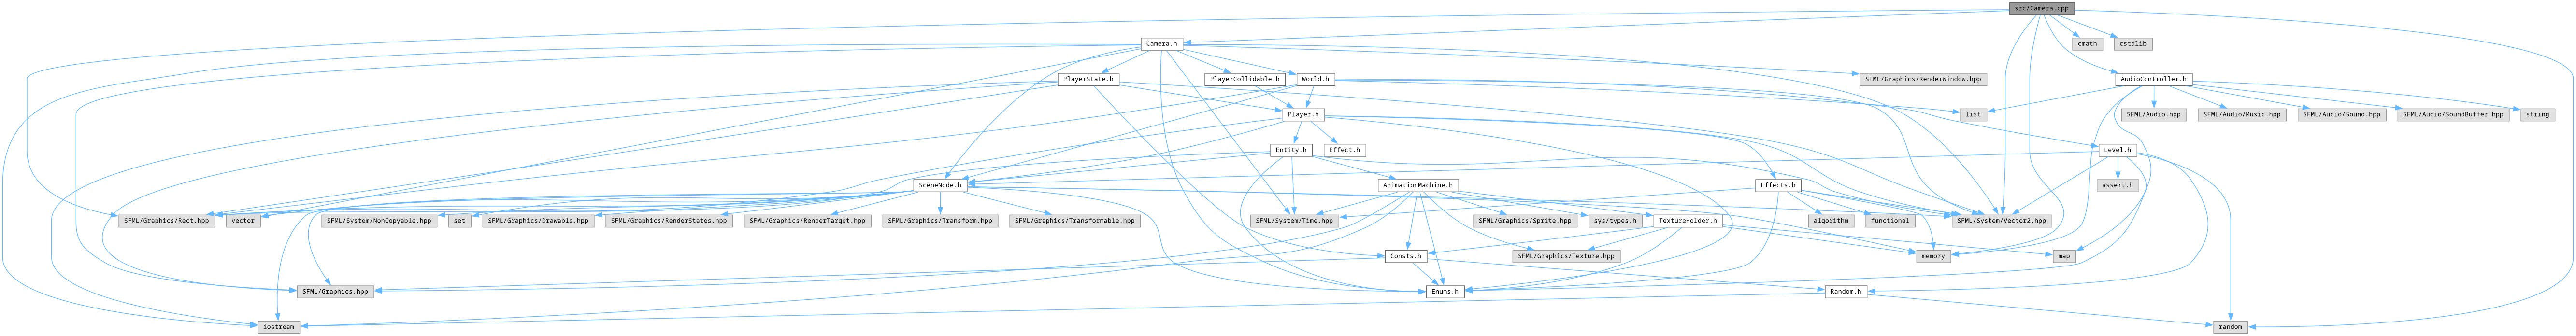 src/Camera.cpp
Camera.h
cmath
cstdlib
PlayerState.h
PlayerCollidable.h
World.h
SFML/Graphics/RenderWindow.hpp
AudioController.h
Player.h
list
SFML/Audio.hpp
SFML/Audio/Music.hpp
SFML/Audio/Sound.hpp
SFML/Audio/SoundBuffer.hpp
string
Entity.h
Effect.h
Level.h
SceneNode.h
AnimationMachine.h
Effects.h
assert.h
SFML/Graphics/Rect.hpp
vector
SFML/System/NonCopyable.hpp
set
SFML/Graphics/Drawable.hpp
SFML/Graphics/RenderStates.hpp
SFML/Graphics/RenderTarget.hpp
SFML/Graphics/Transform.hpp
SFML/Graphics/Transformable.hpp
SFML/System/Time.hpp
SFML/Graphics/Sprite.hpp
sys/types.h
TextureHolder.h
algorithm
functional
SFML/System/Vector2.hpp
Consts.h
SFML/Graphics/Texture.hpp
memory
map
SFML/Graphics.hpp
Enums.h
Random.h
iostream
random